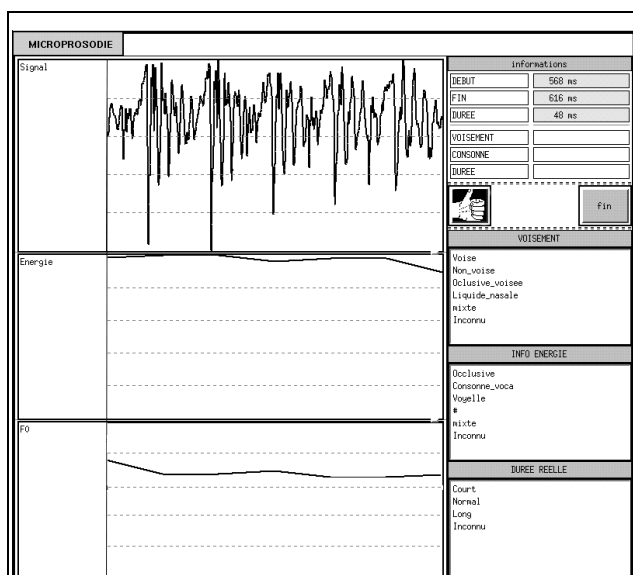 MICROPROSODIE
Signal
Energie
F0
informations
DEBUT 568 ms
FIN 616 ms
DUREE 48 ms
VOISEMENT
CONSONNE
DUREE
fin
VOISEMENT
Voise
Non_voise
Oclusive_voisee
Liquide_nasale
mixte
Inconnu
INFO ENERGIE
Occlusive
Consonne_voca
Voyelle
#
mixte
Inconnu
DUREE REELLE
Court
Normal
Long
Inconnu